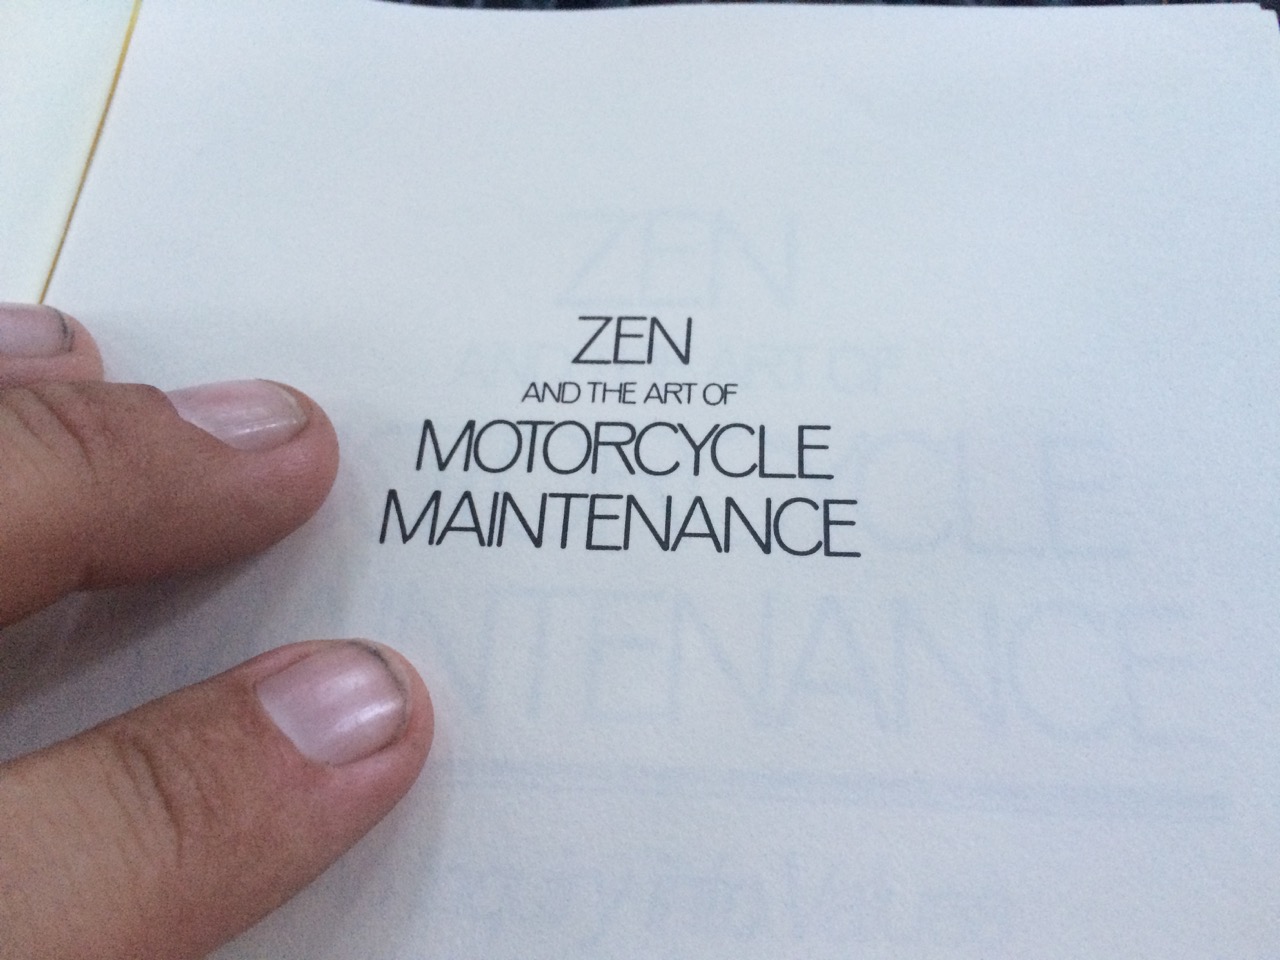 ZEN
AND THE ART OF
MOTORCYCLE
MAINTENANCE